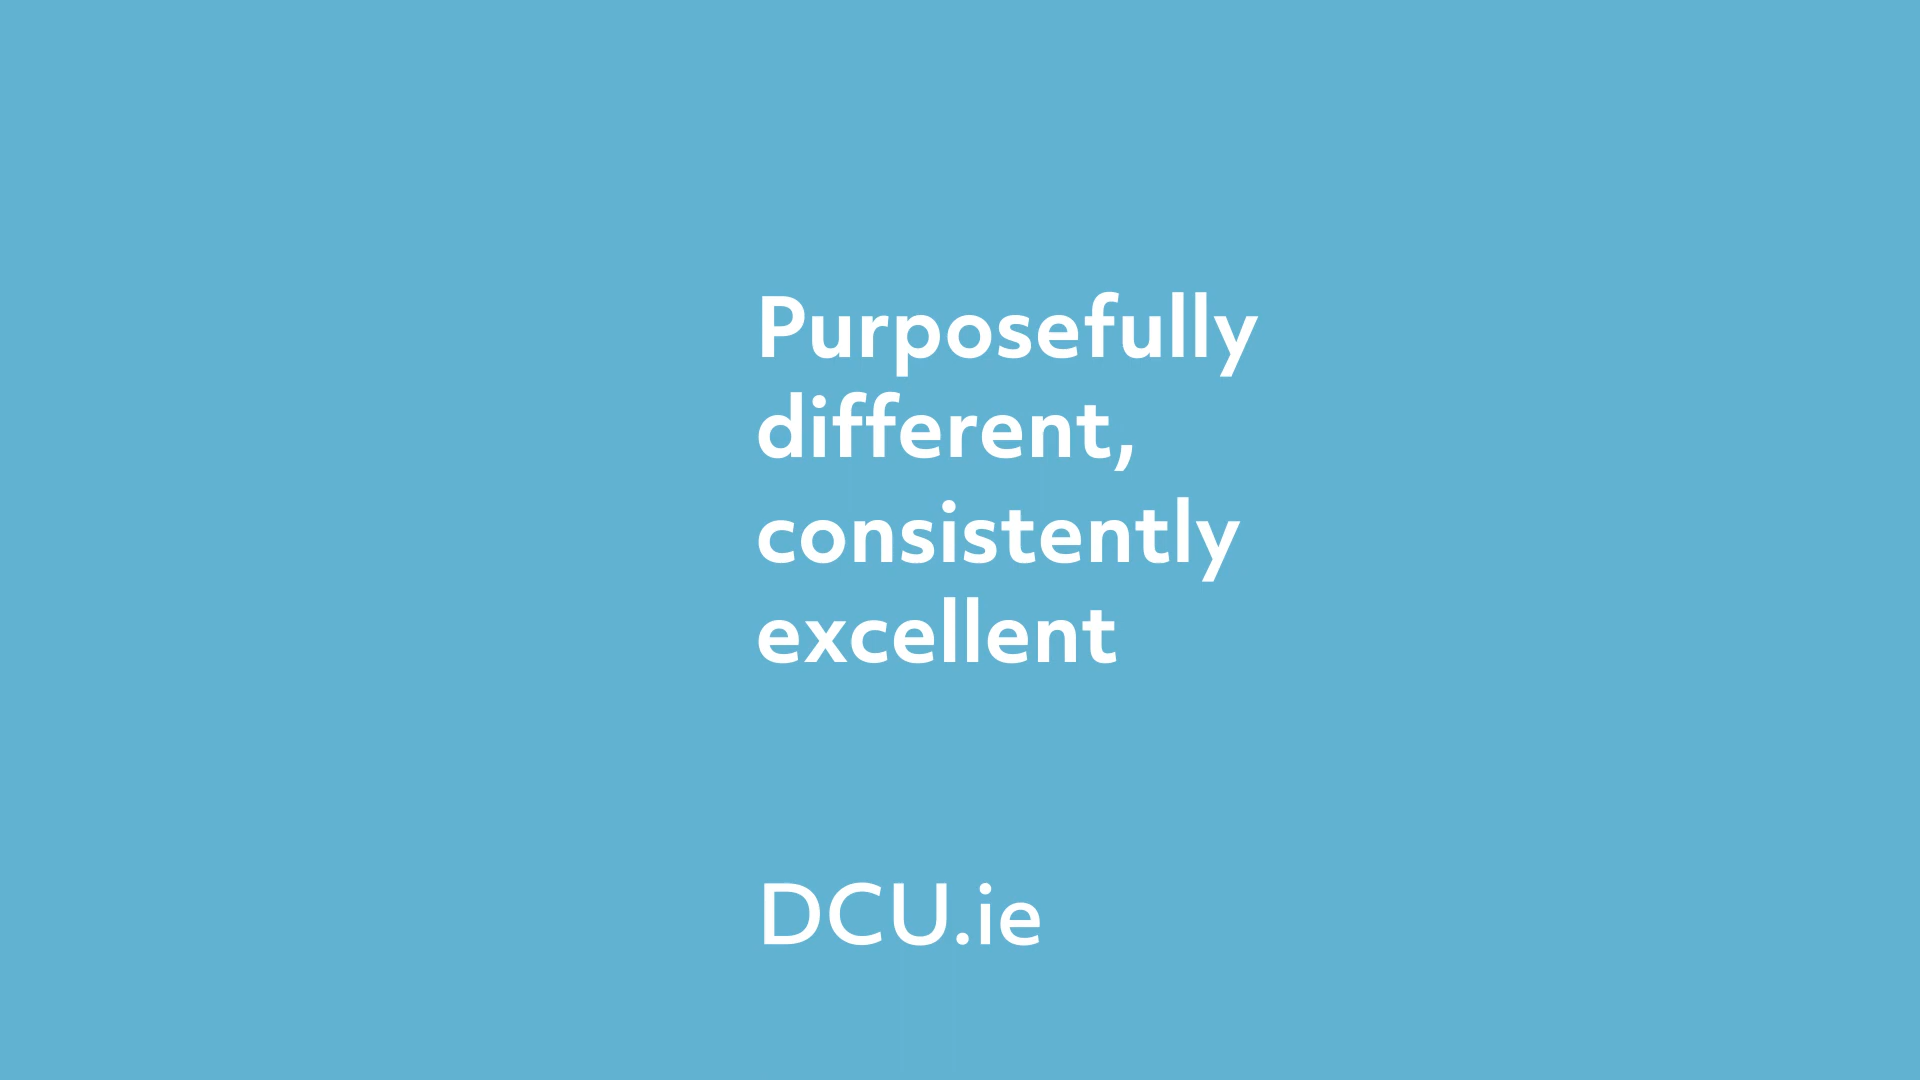 Purposefully
different,
consistently
excellent
DCU.ie